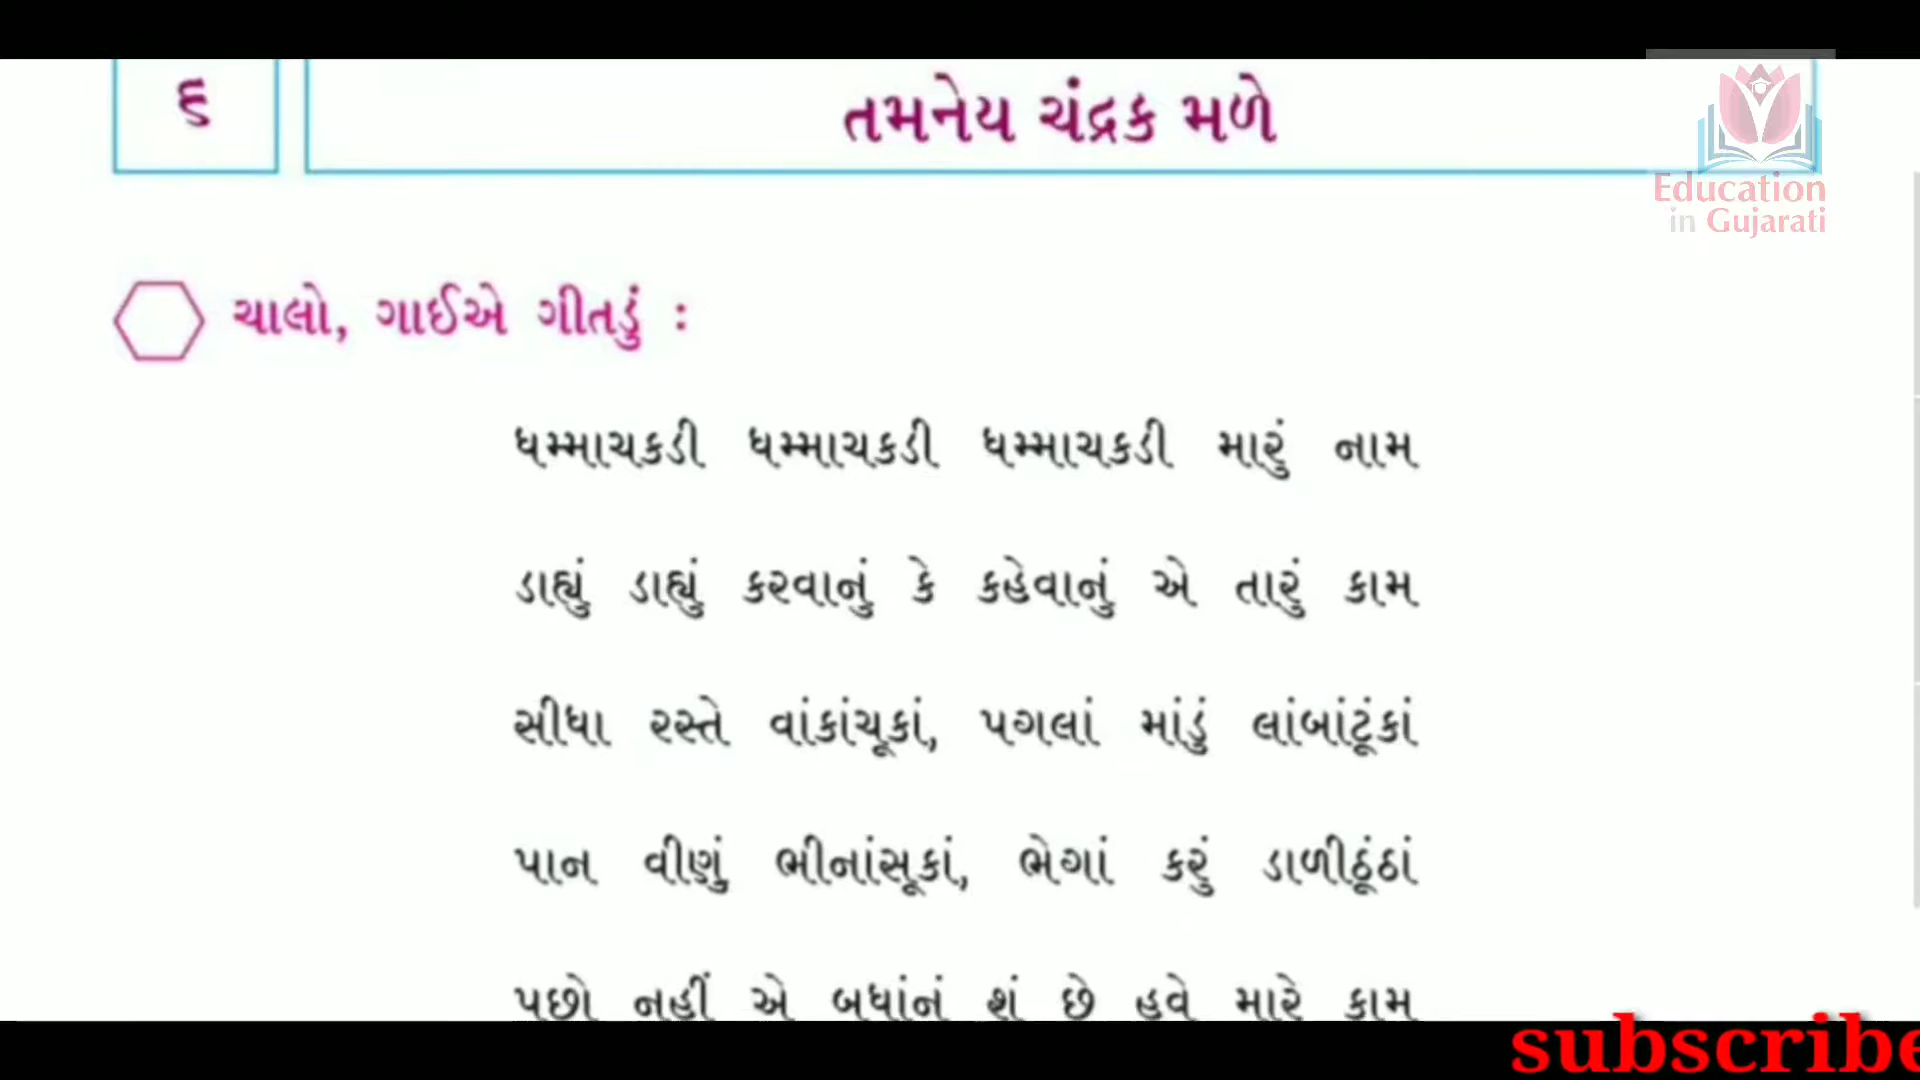 ૬
તમનેય ચંદ્રક મળે
Education
in Gujarati
ચાલો, ગાઈએ ગીતડું :
ધમ્માચકડી ધમ્માચકડી ધમ્માચકડી મારું નામ
ડાહ્યું ડાહ્યું કરવાનું કે કહેવાનું એ તારું કામ
સીધા રસ્તે વાંકાંચૂકાં, પગલાં માંડું લાંબાંટૂંકાં
પાન વીણું ભીનાંસૂકાં, ભેગાં કરું ડાળીઠૂંઠાં
પૂછો નહીં એ બધાંનું શું છે હવે મારે કામ
subscribe